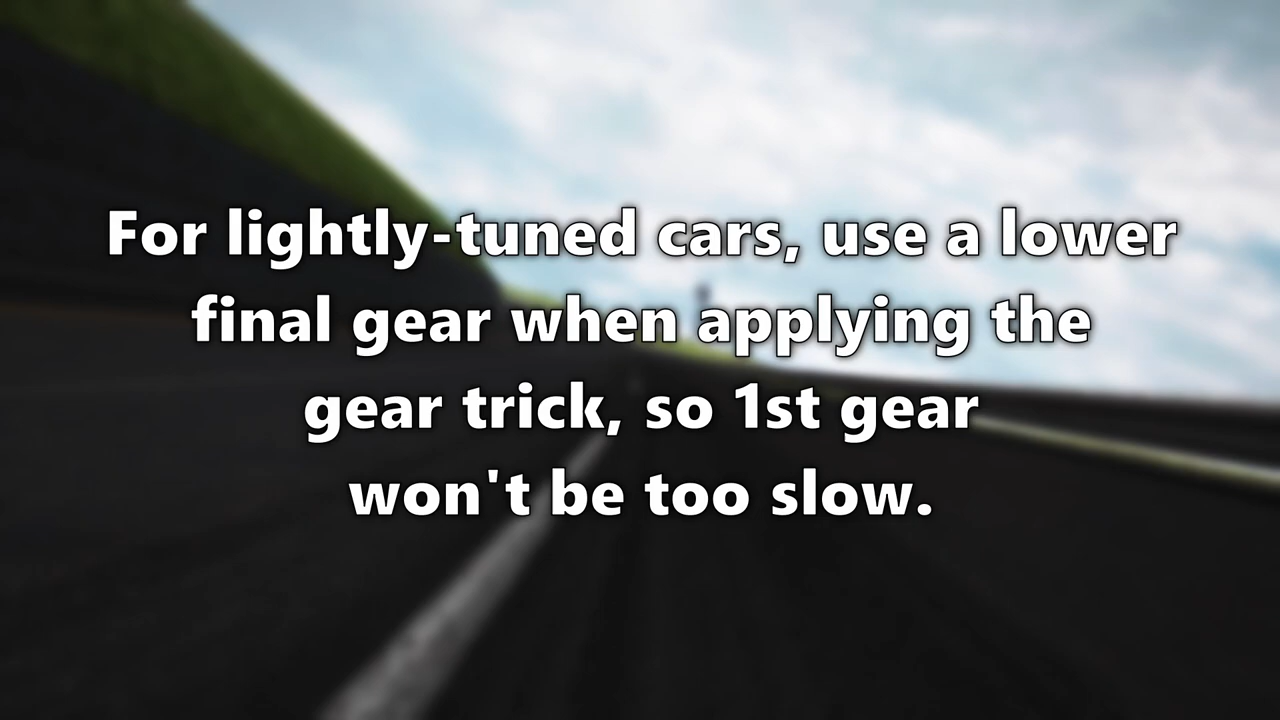 For lightly-tuned cars, use a lower
final gear when applying the
gear trick, so 1st gear
won't be too slow.